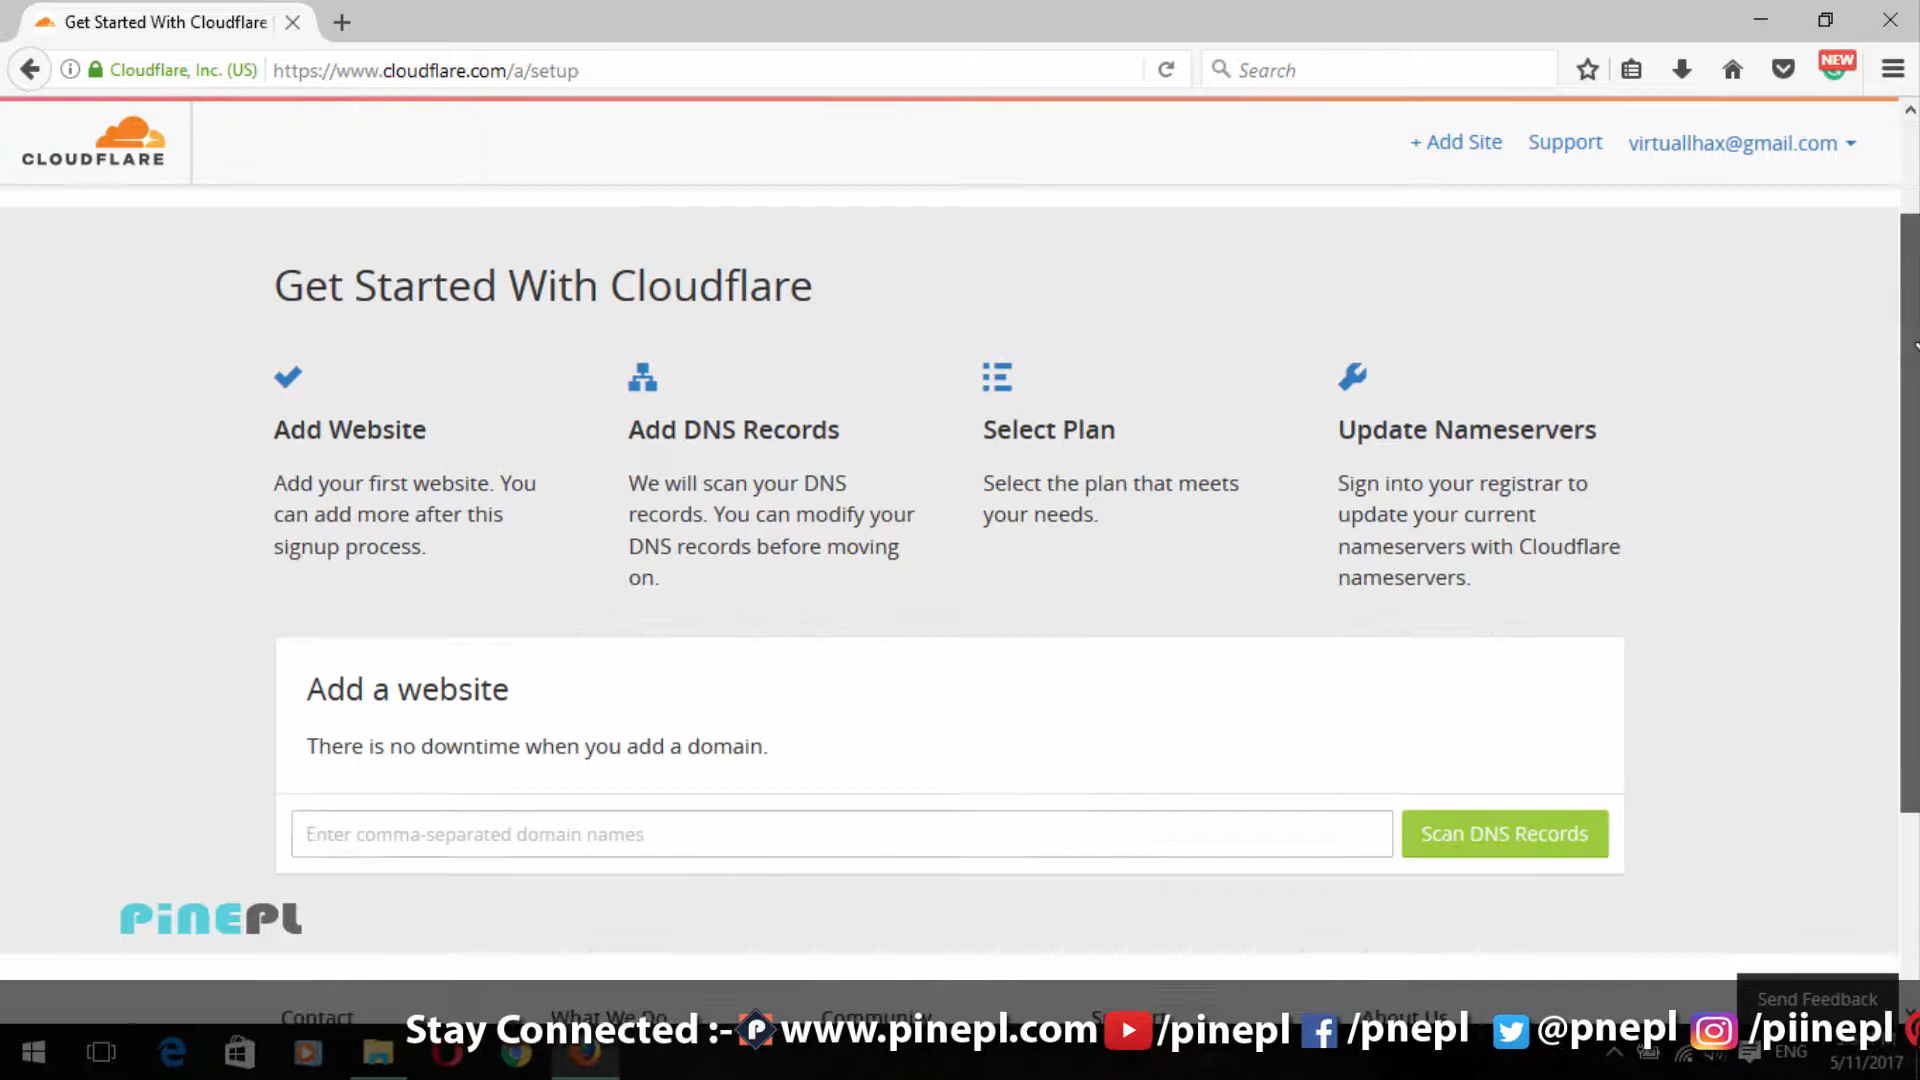 Get Started With Cloudflare
Cloudflare, Inc. (US)
https://www.cloudflare.com/a/setup
Search
NEW
CLOUDFLARE
+ Add Site
Support
virtuallhax@gmail.com
Get Started With Cloudflare
Add Website
Add your first website. You
can add more after this
signup process.
Add DNS Records
We will scan your DNS
records. You can modify your
DNS records before moving
on.
Select Plan
Select the plan that meets
your needs.
Update Nameservers
Sign into your registrar to
update your current
nameservers with Cloudflare
nameservers.
Add a website
There is no downtime when you add a domain.
Enter comma-separated domain names
Scan DNS Records
PiNEPL
Send Feedback
Contact
What We Do
Community
About Us
Stay Connected :- P www.pinepl.com /pinepl /pnepl @pnepl /piinepl
ENG
5/11/2017